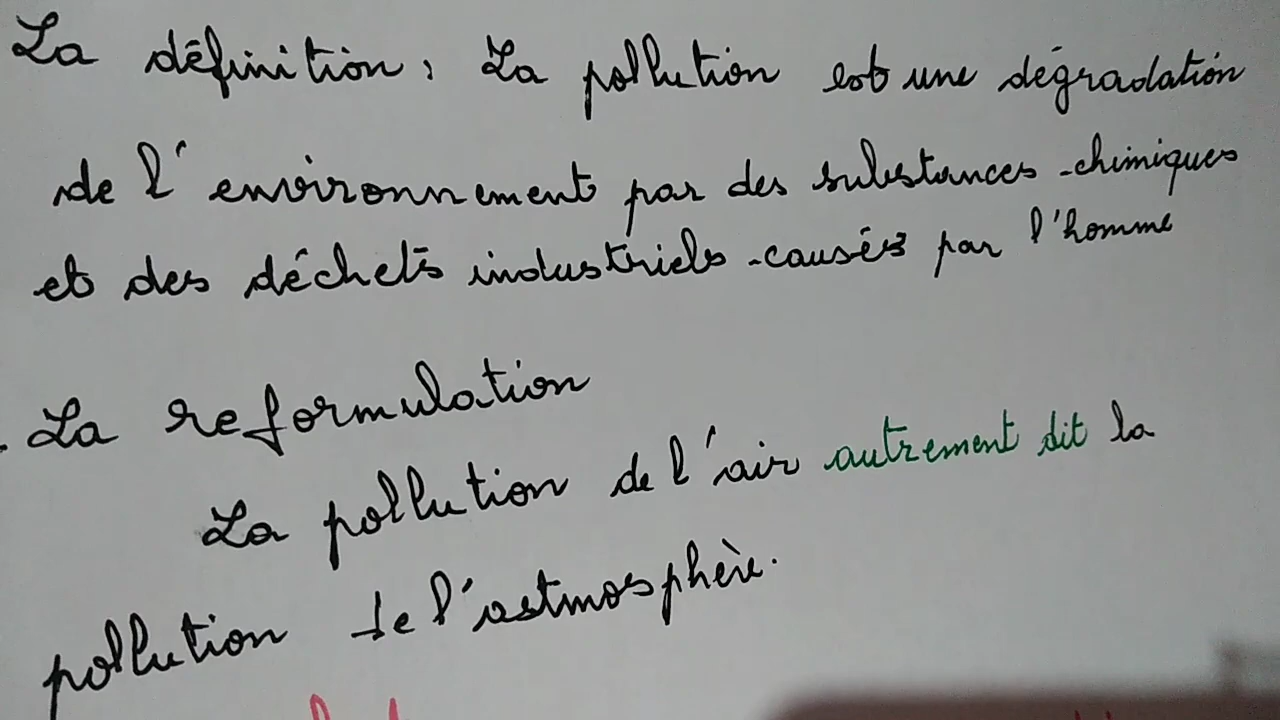 La définition : La pollution est une dégradation
de l'environnement par des substances chimiques
et des déchets industriels causés par l'homme
. La reformulation
La pollution de l'air autrement dit la
pollution de l'astmosphère.